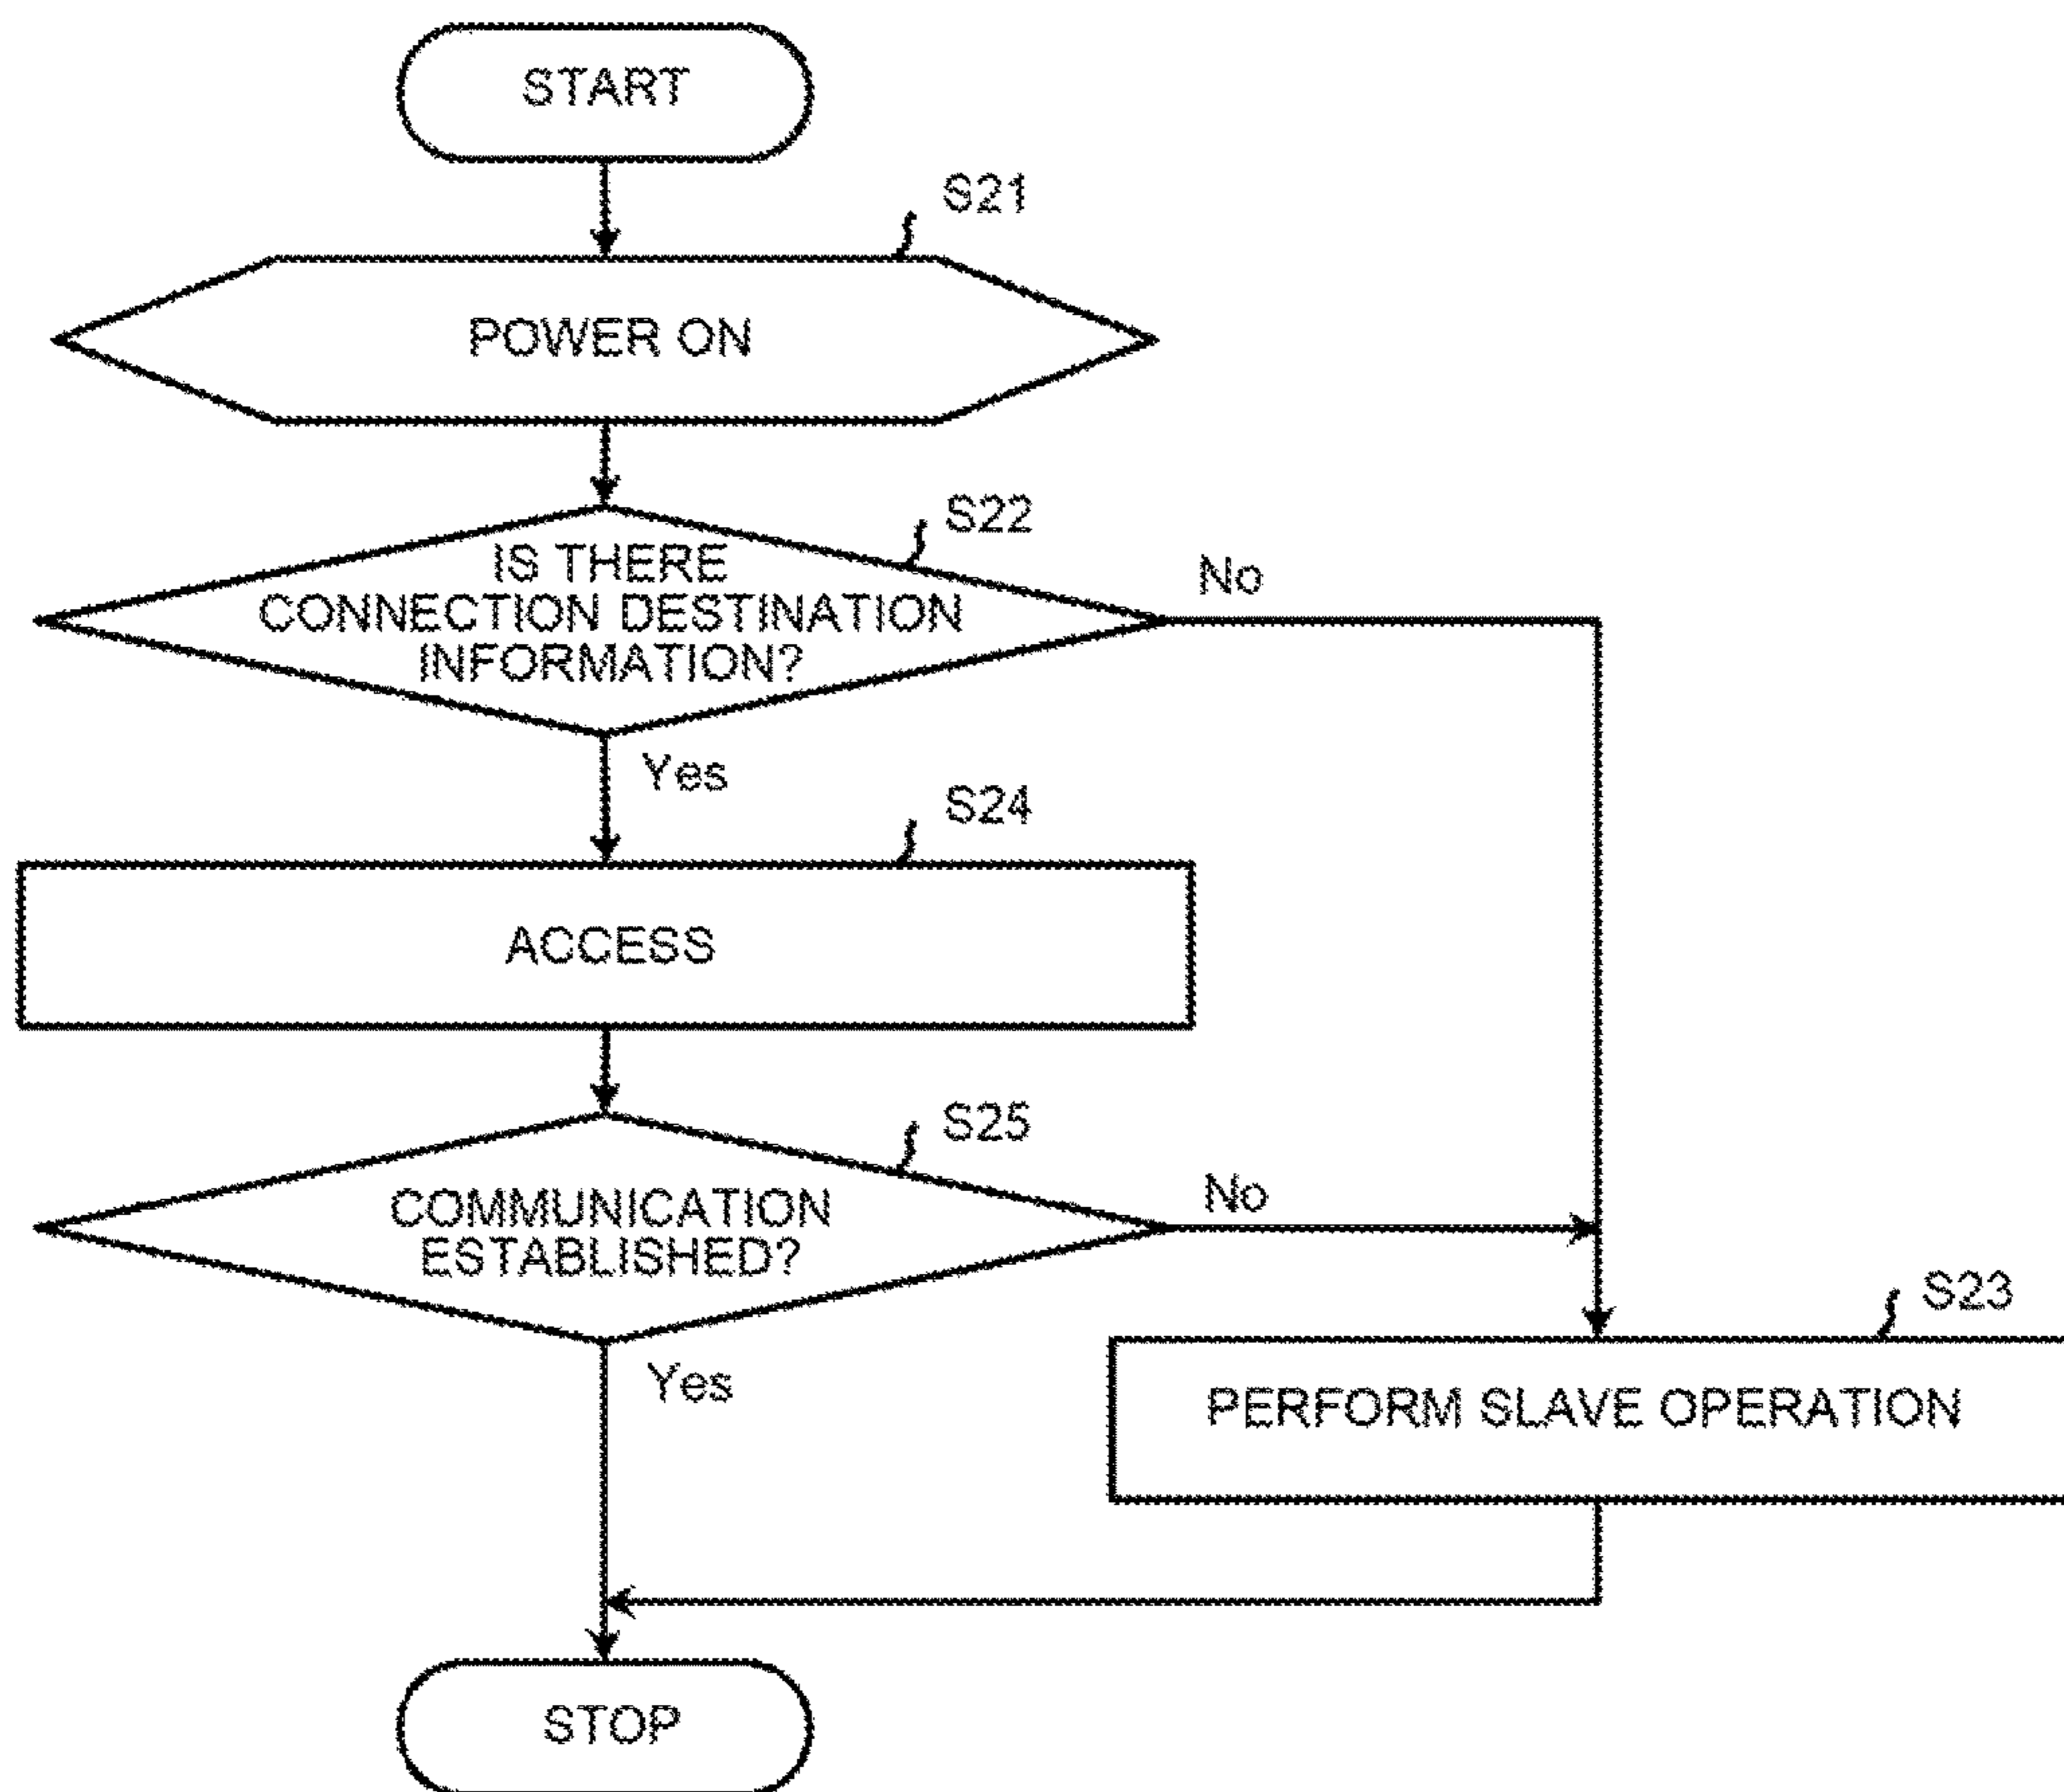 START
S21
POWER ON
S22
IS THERE
CONNECTION DESTINATION
INFORMATION?
No
Yes
S24
ACCESS
S25
COMMUNICATION
ESTABLISHED?
No
Yes
S23
PERFORM SLAVE OPERATION
STOP